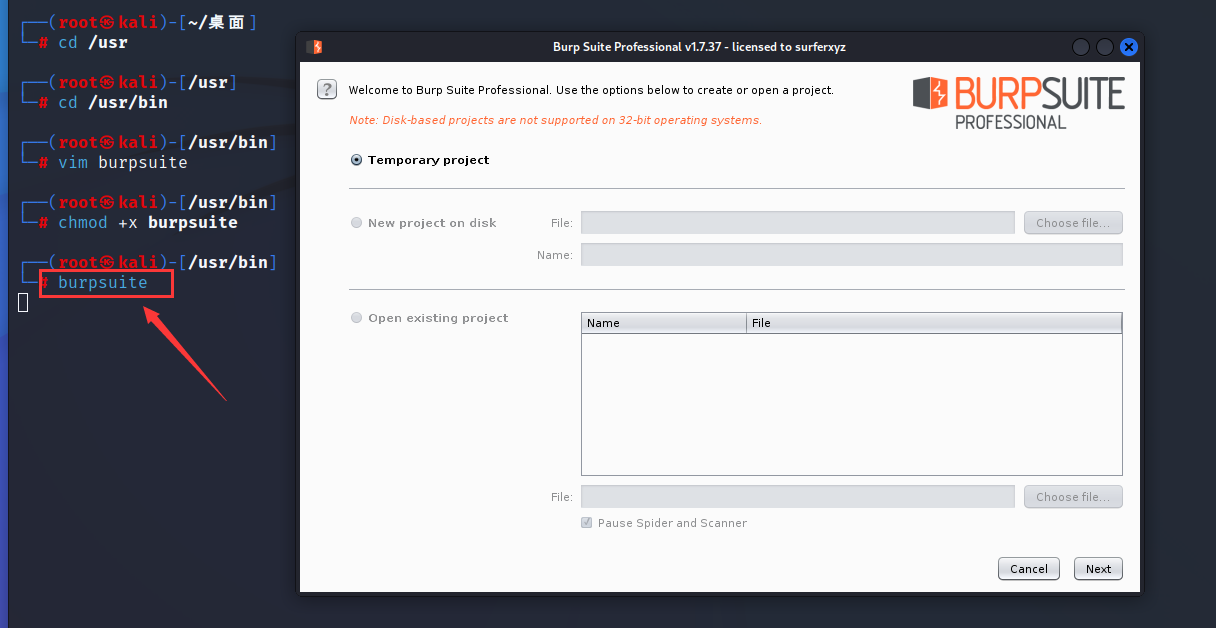 ┌──(root㉿kali)-[~/桌面]
└─# cd /usr
┌──(root㉿kali)-[/usr]
└─# cd /usr/bin
┌──(root㉿kali)-[/usr/bin]
└─# vim burpsuite
┌──(root㉿kali)-[/usr/bin]
└─# chmod +x burpsuite
┌──(root㉿kali)-[/usr/bin]
└─# burpsuite
Burp Suite Professional v1.7.37 - licensed to surferxyz
? Welcome to Burp Suite Professional. Use the options below to create or open a project.
Note: Disk-based projects are not supported on 32-bit operating systems.
BURPSUITE
PROFESSIONAL
Temporary project
New project on disk File: Choose file...
Name:
Open existing project
Name File
File: Choose file...
Pause Spider and Scanner
Cancel Next